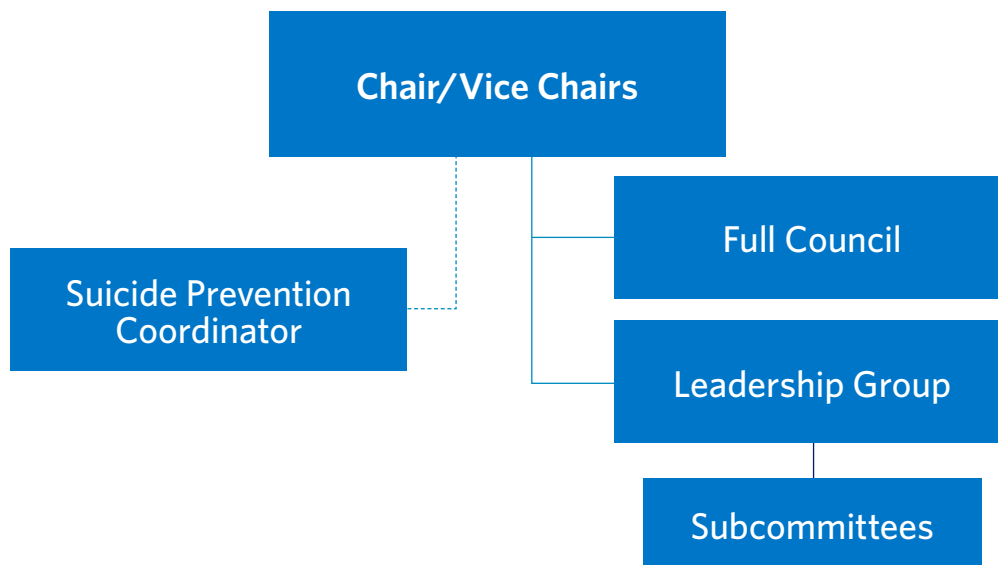 Chair/Vice Chairs
Full Council
Suicide Prevention
Coordinator
Leadership Group
Subcommittees